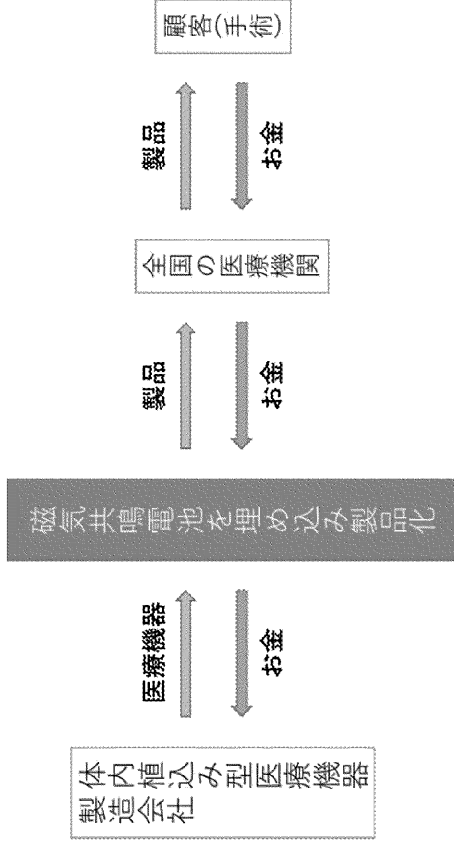 体内植込み型医療機器
製造会社
医療機器
お金
磁気共鳴電池を埋め込み製品化
製品
お金
全国の医療機関
製品
お金
顧客(手術)